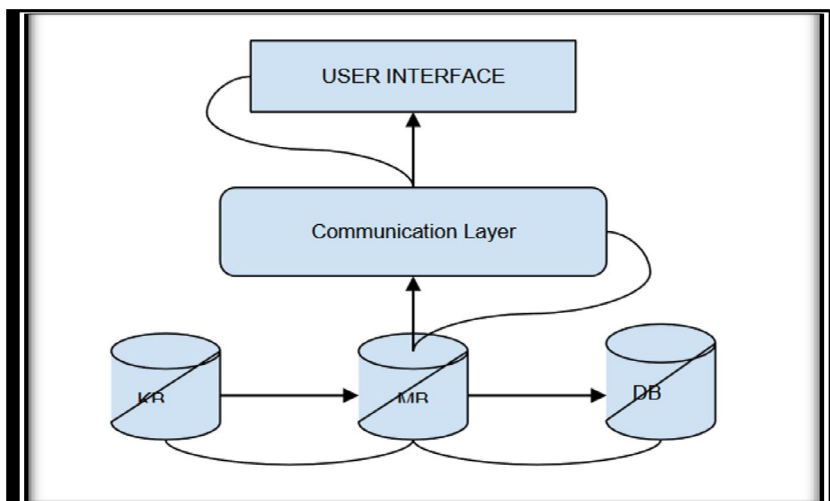 USER INTERFACE
Communication Layer
KB
MB
DB